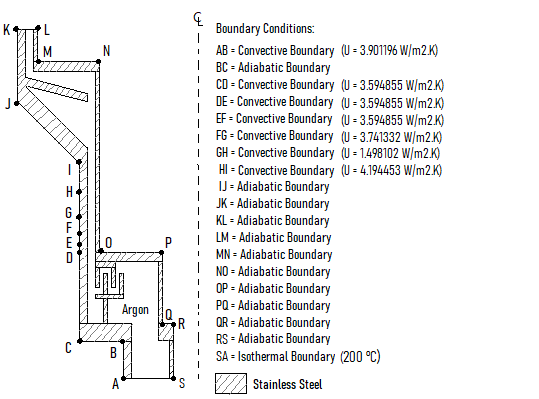 ℄
K
L
Boundary Conditions:
M
N
AB = Convective Boundary (U = 3.901196 W/m2.K)
BC = Adiabatic Boundary
CD = Convective Boundary (U = 3.594855 W/m2.K)
J
DE = Convective Boundary (U = 3.594855 W/m2.K)
EF = Convective Boundary (U = 3.594855 W/m2.K)
FG = Convective Boundary (U = 3.741332 W/m2.K)
GH = Convective Boundary (U = 1.498102 W/m2.K)
I
HI = Convective Boundary (U = 4.194453 W/m2.K)
H
IJ = Adiabatic Boundary
JK = Adiabatic Boundary
G
KL = Adiabatic Boundary
F
LM = Adiabatic Boundary
E
O
P
MN = Adiabatic Boundary
D
NO = Adiabatic Boundary
OP = Adiabatic Boundary
Argon
PQ = Adiabatic Boundary
Q
R
QR = Adiabatic Boundary
C
B
RS = Adiabatic Boundary
SA = Isothermal Boundary (200 ºC)
A
S
Stainless Steel